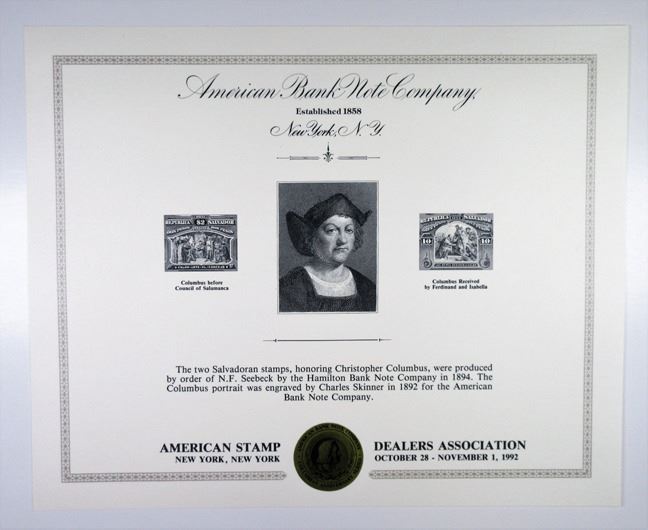 American Bank Note Company.
Established 1858
New York, N.Y.
REPUBLICA $2 SALVADOR
Columbus before
Council of Salamanca
REPUBLICA SALVADOR
10 10
Columbus Received
by Ferdinand and Isabella
The two Salvadoran stamps, honoring Christopher Columbus, were produced
by order of N.F. Seebeck by the Hamilton Bank Note Company in 1894. The
Columbus portrait was engraved by Charles Skinner in 1892 for the American
Bank Note Company.
AMERICAN STAMP
NEW YORK, NEW YORK
DEALERS ASSOCIATION
OCTOBER 28 - NOVEMBER 1, 1992